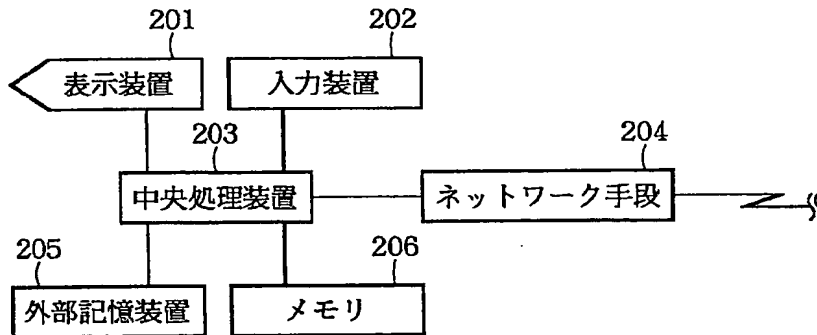 201
202
表示装置
入力装置
203
204
中央処理装置
ネットワーク手段
205
206
外部記憶装置
メモリ